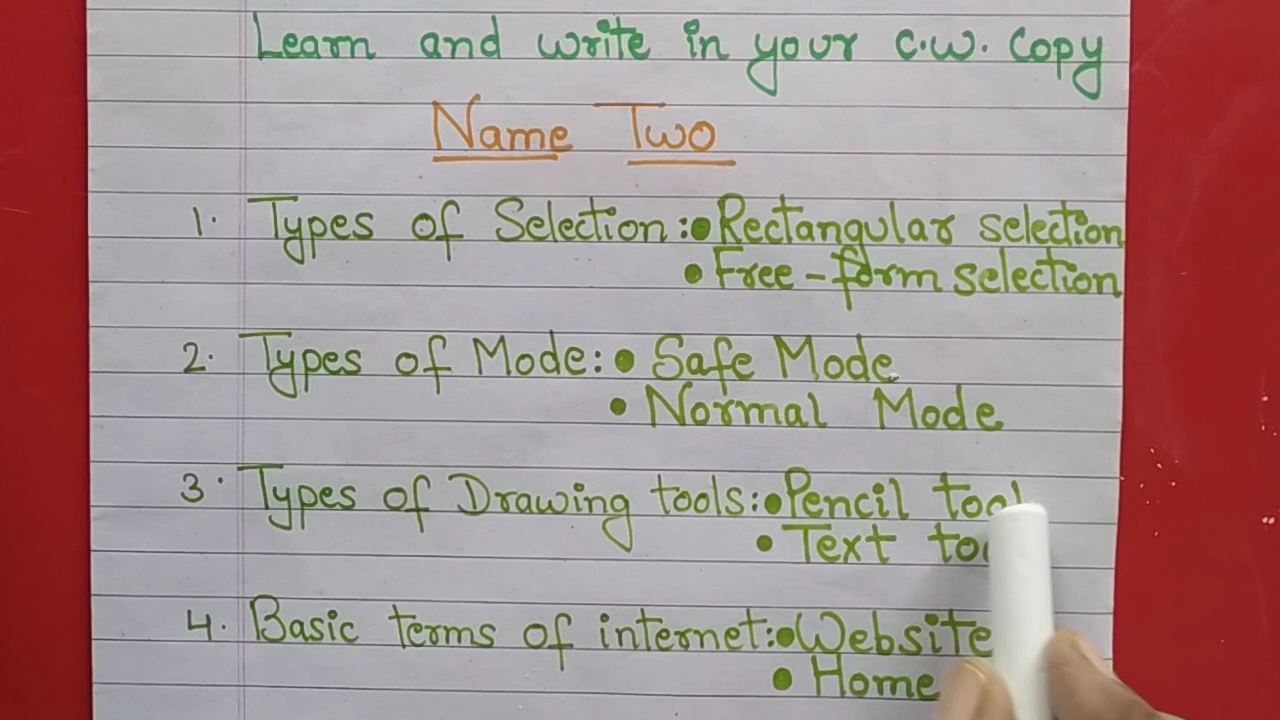 Learn and write in your C.W. Copy
Name Two
1. Types of Selection :• Rectangular selection
• Free-form selection
2. Types of Mode: • Safe Mode
• Normal Mode
3. Types of Drawing tools:• Pencil tool
• Text
4. Basic terms of internet:• Website
• Home